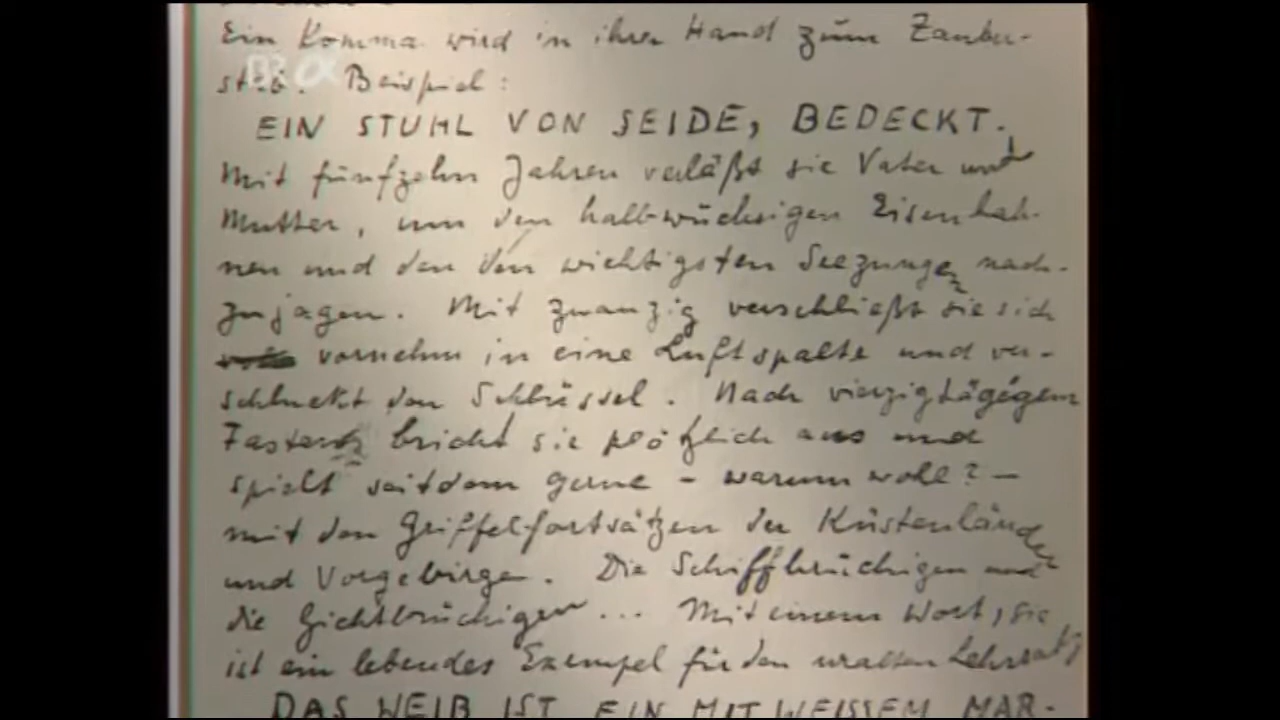 Ein Komma wird in ihrer Hand zum Zauber-
stab. Beispiel:
EIN STUHL VON SEIDE, BEDECKT.
Mit fünfzehn Jahren verläßt sie Vater und
Mutter, um den halbwüchsigen Eisenbah-
nen und den wichtigsten Seezungen nach-
zujagen. Mit zwanzig verschließt sie sich
vornehm in eine Luftspalte und ver-
schluckt den Schlüssel. Nach vierzigtägigem
Fasten bricht sie plötzlich aus und
spielt seitdem gerne - warum wohl? -
mit den Griffelfortsätzen der Küstenländer
und Vorgebirge. Die Schiffbrüchigen und
die Gichtbrüchigen ... Mit einem Wort, sie
ist ein lebendes Exempel für den uralten Lehrsatz:
DAS WEIB IST EIN MIT WEISSEM MAR-